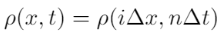 ρ(x, t) = ρ(iΔx, nΔt)